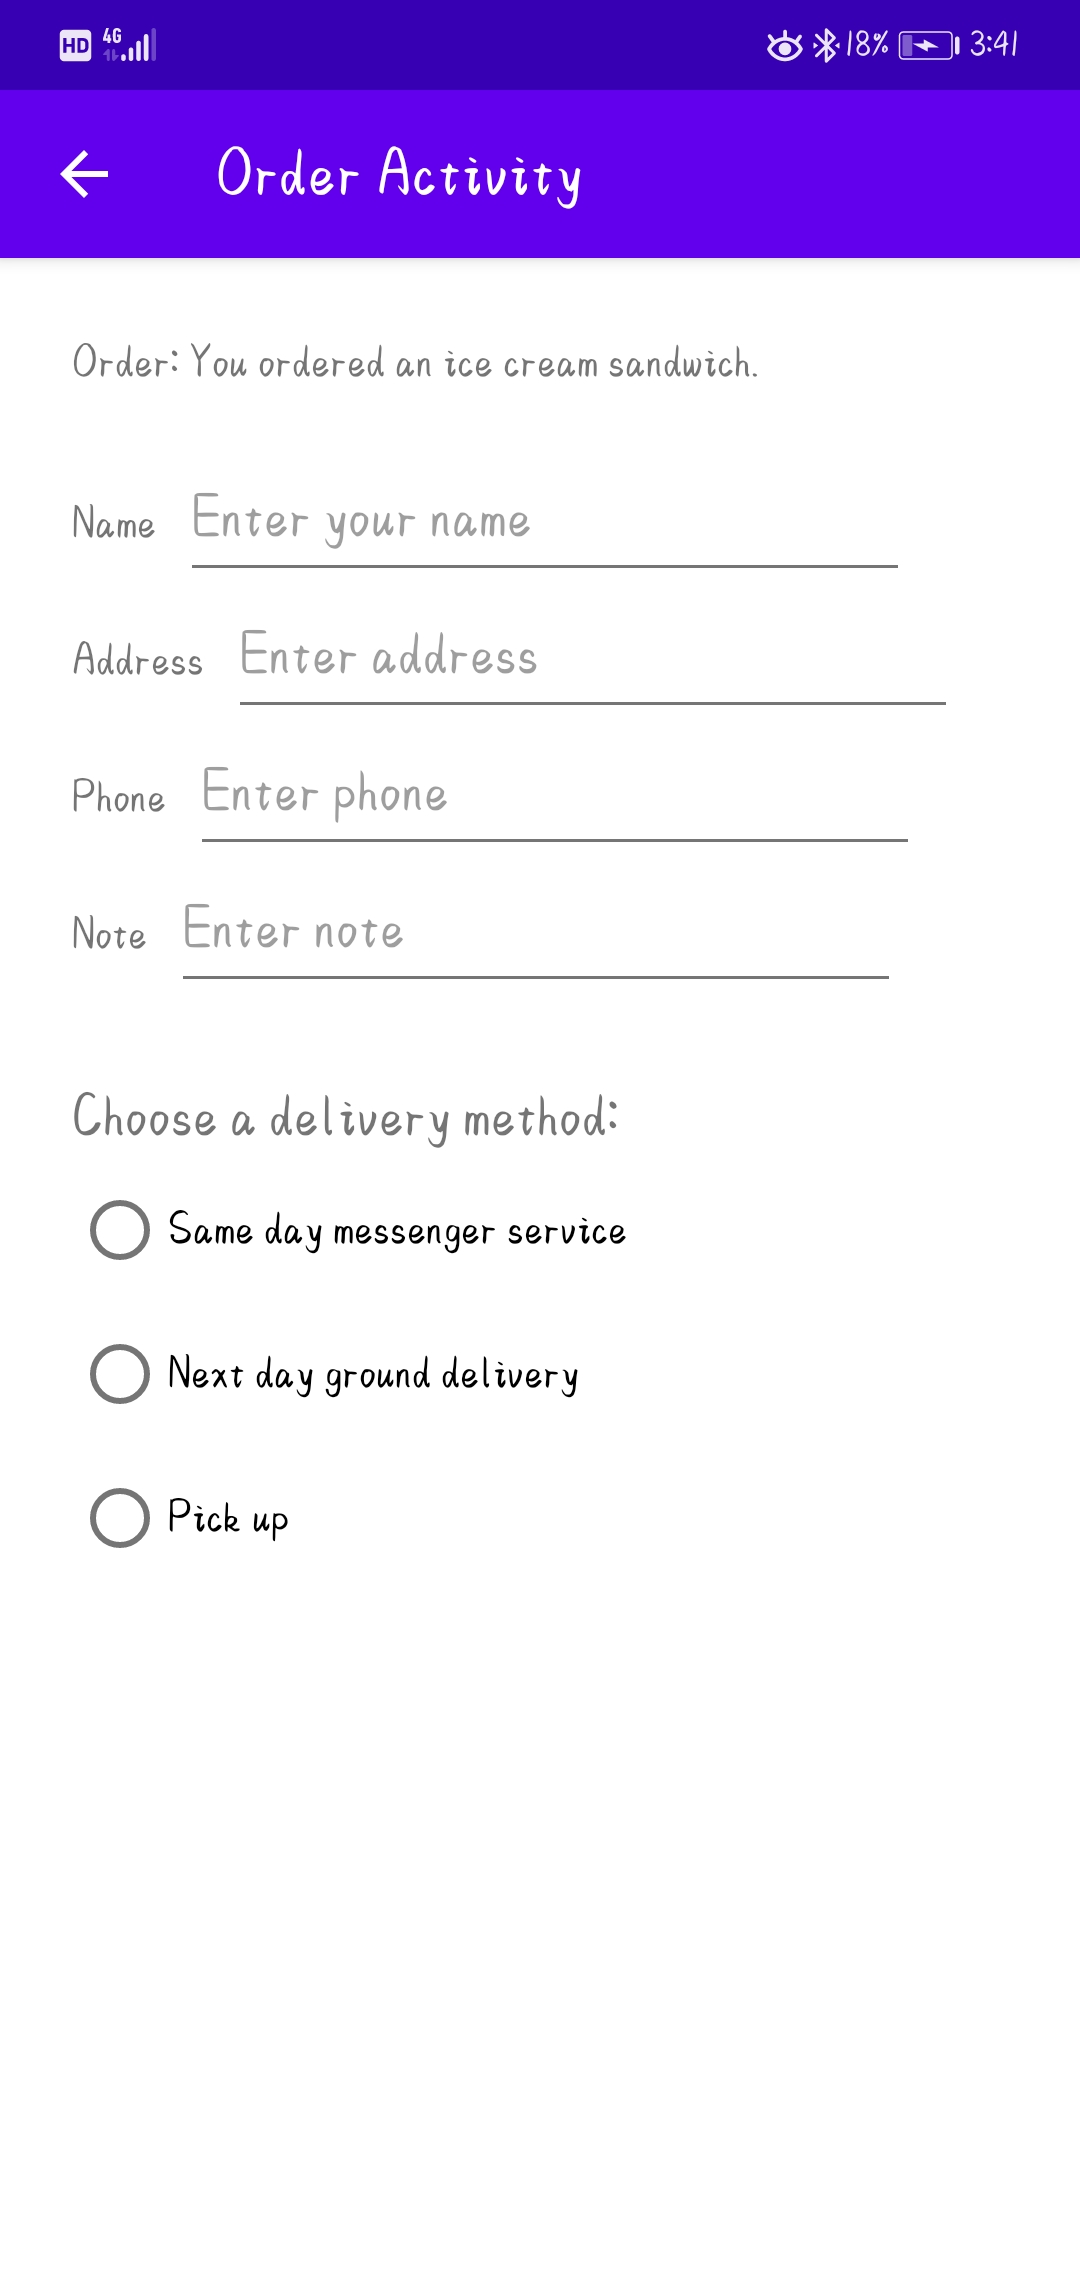 HD 4G 18% 3:41
Order Activity
Order: You ordered an ice cream sandwich.
Name Enter your name
Address Enter address
Phone Enter phone
Note Enter note
Choose a delivery method:
Same day messenger service
Next day ground delivery
Pick up